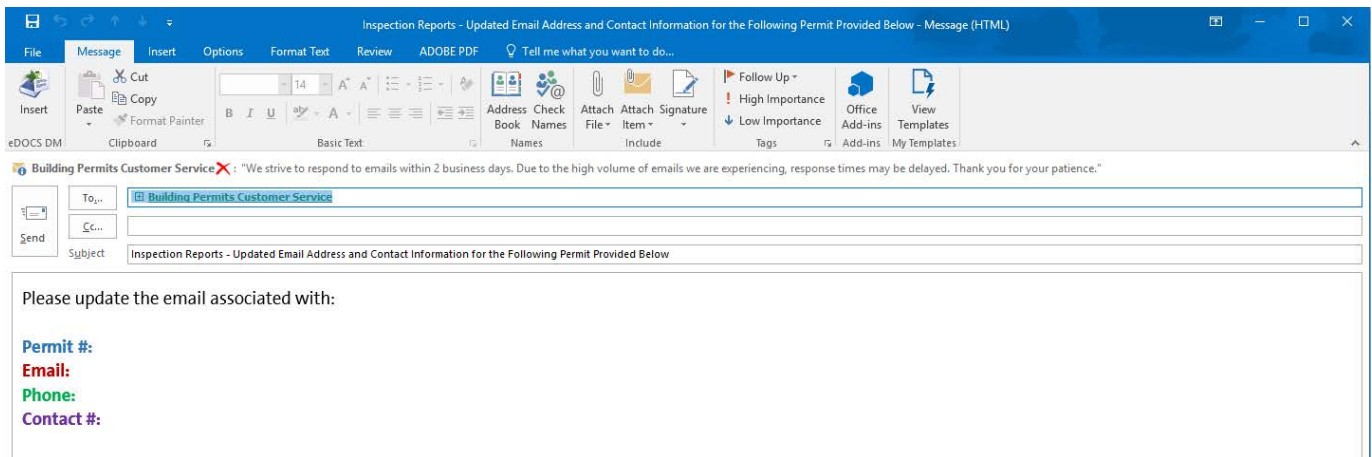 Inspection Reports - Updated Email Address and Contact Information for the Following Permit Provided Below - Message (HTML)
File Message Insert Options Format Text Review ADOBE PDF Tell me what you want to do...
Insert
eDOCS DM
Paste
Cut
Copy
Format Painter
Clipboard
14
B I U
Basic Text
Address Book
Check Names
Names
Attach File
Attach Item
Signature
Include
Follow Up
High Importance
Low Importance
Tags
Office Add-ins
Add-ins
View Templates
My Templates
Building Permits Customer Service : "We strive to respond to emails within 2 business days. Due to the high volume of emails we are experiencing, response times may be delayed. Thank you for your patience."
Send
To... Building Permits Customer Service
Cc...
Subject Inspection Reports - Updated Email Address and Contact Information for the Following Permit Provided Below
Please update the email associated with:
Permit #:
Email:
Phone:
Contact #: